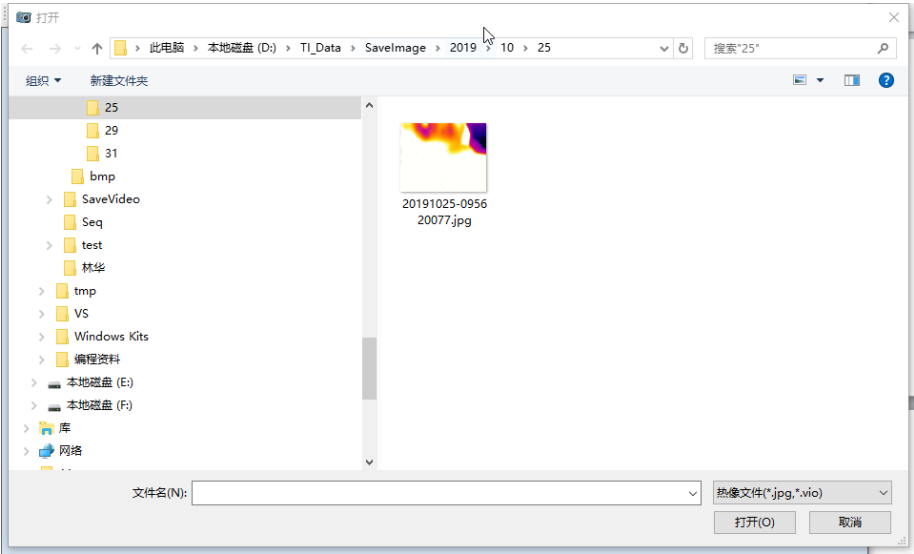 打开
此电脑 > 本地磁盘 (D:) > TI_Data > SaveImage > 2019 > 10 > 25
搜索"25"
组织
新建文件夹
25
29
31
bmp
SaveVideo
Seq
test
林华
tmp
VS
Windows Kits
编程资料
本地磁盘 (E:)
本地磁盘 (F:)
库
网络
20191025-0956
20077.jpg
文件名(N):
热像文件(*.jpg,*.vio)
打开(O)
取消